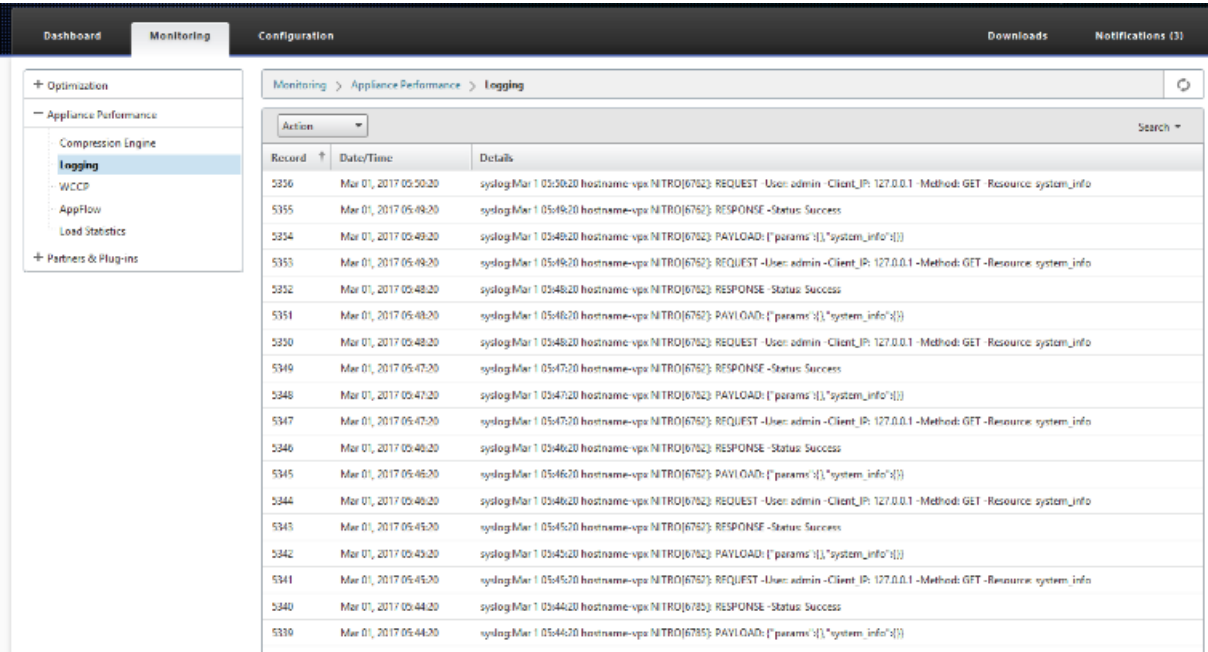 Dashboard Monitoring Configuration Downloads Notifications (3)
+ Optimization
− Appliance Performance
Compression Engine
Logging
WCCP
AppFlow
Load Statistics
+ Partners & Plug-ins
Monitoring > Appliance Performance > Logging
Action Search
Record ↑ Date/Time Details
5356 Mar 01, 2017 05:50:20 syslog:Mar 1 05:50:20 hostname-vpx NITRO[6762]: REQUEST -User: admin -Client_IP: 127.0.0.1 -Method: GET -Resource: system_info
5355 Mar 01, 2017 05:49:20 syslog:Mar 1 05:49:20 hostname-vpx NITRO[6762]: RESPONSE -Status: Success
5354 Mar 01, 2017 05:49:20 syslog:Mar 1 05:49:20 hostname-vpx NITRO[6762]: PAYLOAD: {"params":{},"system_info":{}}
5353 Mar 01, 2017 05:49:20 syslog:Mar 1 05:49:20 hostname-vpx NITRO[6762]: REQUEST -User: admin -Client_IP: 127.0.0.1 -Method: GET -Resource: system_info
5352 Mar 01, 2017 05:48:20 syslog:Mar 1 05:48:20 hostname-vpx NITRO[6762]: RESPONSE -Status: Success
5351 Mar 01, 2017 05:48:20 syslog:Mar 1 05:48:20 hostname-vpx NITRO[6762]: PAYLOAD: {"params":{},"system_info":{}}
5350 Mar 01, 2017 05:48:20 syslog:Mar 1 05:48:20 hostname-vpx NITRO[6762]: REQUEST -User: admin -Client_IP: 127.0.0.1 -Method: GET -Resource: system_info
5349 Mar 01, 2017 05:47:20 syslog:Mar 1 05:47:20 hostname-vpx NITRO[6762]: RESPONSE -Status: Success
5348 Mar 01, 2017 05:47:20 syslog:Mar 1 05:47:20 hostname-vpx NITRO[6762]: PAYLOAD: {"params":{},"system_info":{}}
5347 Mar 01, 2017 05:47:20 syslog:Mar 1 05:47:20 hostname-vpx NITRO[6762]: REQUEST -User: admin -Client_IP: 127.0.0.1 -Method: GET -Resource: system_info
5346 Mar 01, 2017 05:46:20 syslog:Mar 1 05:46:20 hostname-vpx NITRO[6762]: RESPONSE -Status: Success
5345 Mar 01, 2017 05:46:20 syslog:Mar 1 05:46:20 hostname-vpx NITRO[6762]: PAYLOAD: {"params":{},"system_info":{}}
5344 Mar 01, 2017 05:46:20 syslog:Mar 1 05:46:20 hostname-vpx NITRO[6762]: REQUEST -User: admin -Client_IP: 127.0.0.1 -Method: GET -Resource: system_info
5343 Mar 01, 2017 05:45:20 syslog:Mar 1 05:45:20 hostname-vpx NITRO[6762]: RESPONSE -Status: Success
5342 Mar 01, 2017 05:45:20 syslog:Mar 1 05:45:20 hostname-vpx NITRO[6762]: PAYLOAD: {"params":{},"system_info":{}}
5341 Mar 01, 2017 05:45:20 syslog:Mar 1 05:45:20 hostname-vpx NITRO[6762]: REQUEST -User: admin -Client_IP: 127.0.0.1 -Method: GET -Resource: system_info
5340 Mar 01, 2017 05:44:20 syslog:Mar 1 05:44:20 hostname-vpx NITRO[6785]: RESPONSE -Status: Success
5339 Mar 01, 2017 05:44:20 syslog:Mar 1 05:44:20 hostname-vpx NITRO[6785]: PAYLOAD: {"params":{},"system_info":{}}